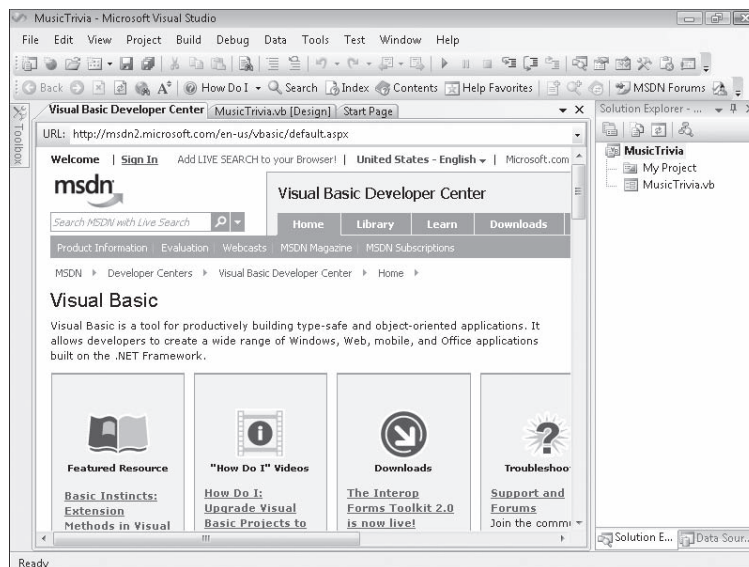 MusicTrivia - Microsoft Visual Studio
File Edit View Project Build Debug Data Tools Test Window Help
Back How Do I Search Index Contents Help Favorites MSDN Forums
Toolbox
Visual Basic Developer Center MusicTrivia.vb [Design] Start Page
Solution Explorer - ...
URL: http://msdn2.microsoft.com/en-us/vbasic/default.aspx
Welcome | Sign In Add LIVE SEARCH to your Browser! | United States - English | Microsoft.com
MusicTrivia
My Project
MusicTrivia.vb
msdn
Visual Basic Developer Center
Search MSDN with Live Search
Home Library Learn Downloads
Product Information | Evaluation | Webcasts | MSDN Magazine | MSDN Subscriptions
MSDN Developer Centers Visual Basic Developer Center Home
Visual Basic
Visual Basic is a tool for productively building type-safe and object-oriented applications. It
allows developers to create a wide range of Windows, Web, mobile, and Office applications
built on the .NET Framework.
Featured Resource
Basic Instincts:
Extension
Methods in Visual
"How Do I" Videos
How Do I:
Upgrade Visual
Basic Projects to
Downloads
The Interop
Forms Toolkit 2.0
is now live!
Troubleshoo
Support and
Forums
Join the comm
Solution E... Data Sour...
Ready